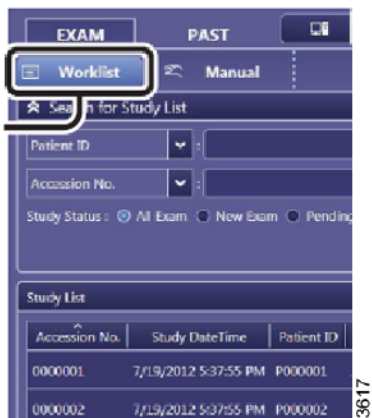 EXAM PAST
Worklist Manual
Search for Study List
Patient ID :
Accession No. :
Study Status : All Exam New Exam Pending
Study List
Accession No. Study DateTime Patient ID
0000001 7/19/2012 5:37:55 PM P000001
0000002 7/19/2012 5:37:55 PM P000002
3617